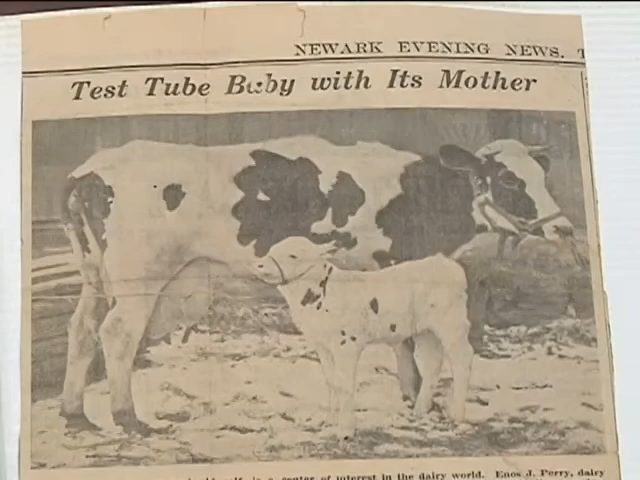 NEWARK EVENING NEWS.
Test Tube Baby with Its Mother
is a center of interest in the dairy world. Enos J. Perry, dairy